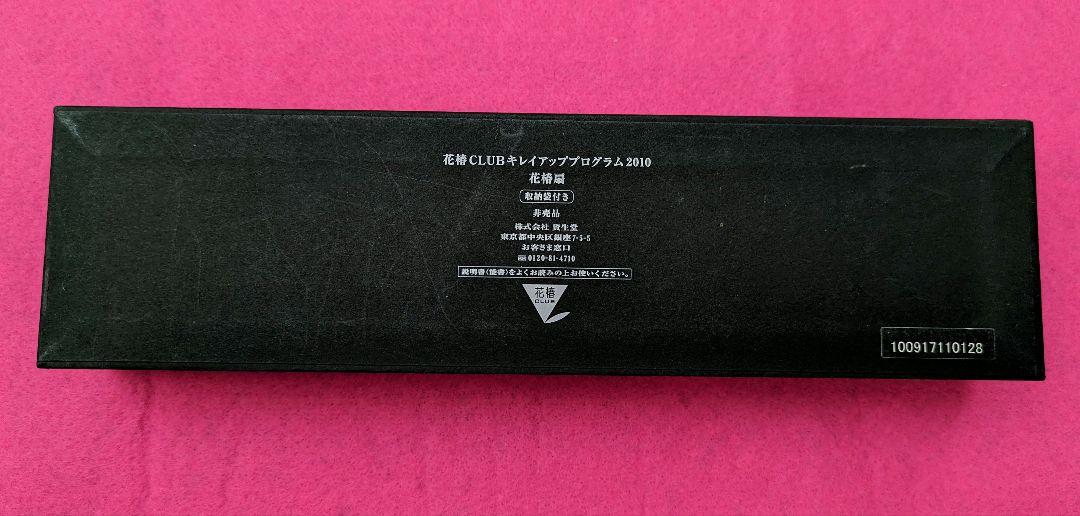 花椿CLUBキレイアッププログラム2010
花椿扇
収納袋付き
非売品
株式会社 資生堂
東京都中央区銀座7-5-5
お客さま窓口
0120-81-4710
説明書(能書)をよくお読みの上お使いください。
花椿
CLUB
100917110128